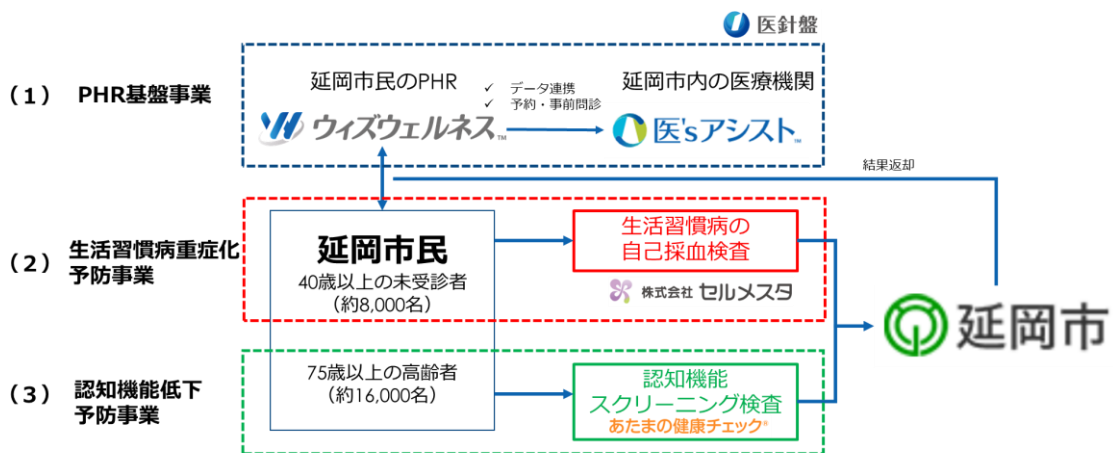 医針盤
（1） PHR基盤事業
延岡市民のPHR
✓ データ連携
✓ 予約・事前問診
延岡市内の医療機関
ウィズウェルネス™
医'sアシスト™
結果返却
（2） 生活習慣病重症化
予防事業
延岡市民
40歳以上の未受診者
（約8,000名）
生活習慣病の
自己採血検査
株式会社 セルメスタ
延岡市
（3） 認知機能低下
予防事業
75歳以上の高齢者
（約16,000名）
認知機能
スクリーニング検査
あたまの健康チェック®